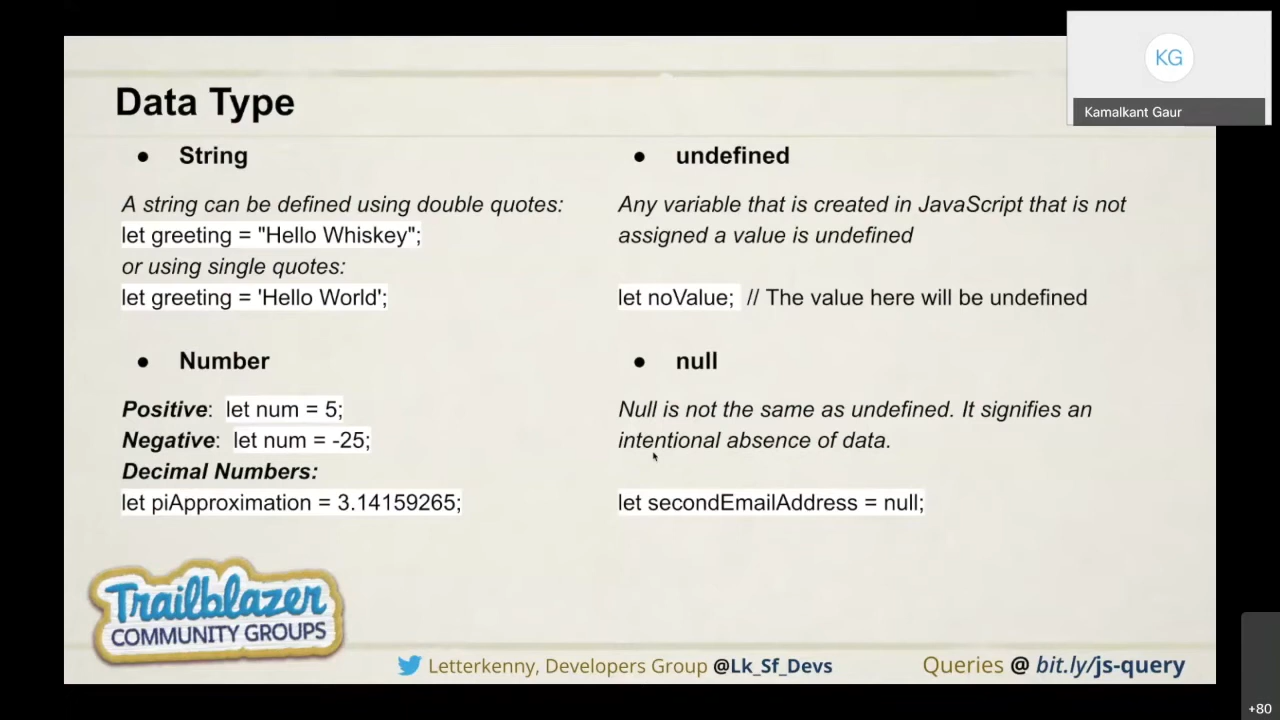 KG
Kamalkant Gaur
Data Type
● String
A string can be defined using double quotes:
let greeting = "Hello Whiskey";
or using single quotes:
let greeting = 'Hello World';
● Number
Positive: let num = 5;
Negative: let num = -25;
Decimal Numbers:
let piApproximation = 3.14159265;
● undefined
Any variable that is created in JavaScript that is not
assigned a value is undefined
let noValue; // The value here will be undefined
● null
Null is not the same as undefined. It signifies an
intentional absence of data.
let secondEmailAddress = null;
Trailblazer
COMMUNITY GROUPS
Letterkenny, Developers Group @Lk_Sf_Devs
Queries @ bit.ly/js-query
+80